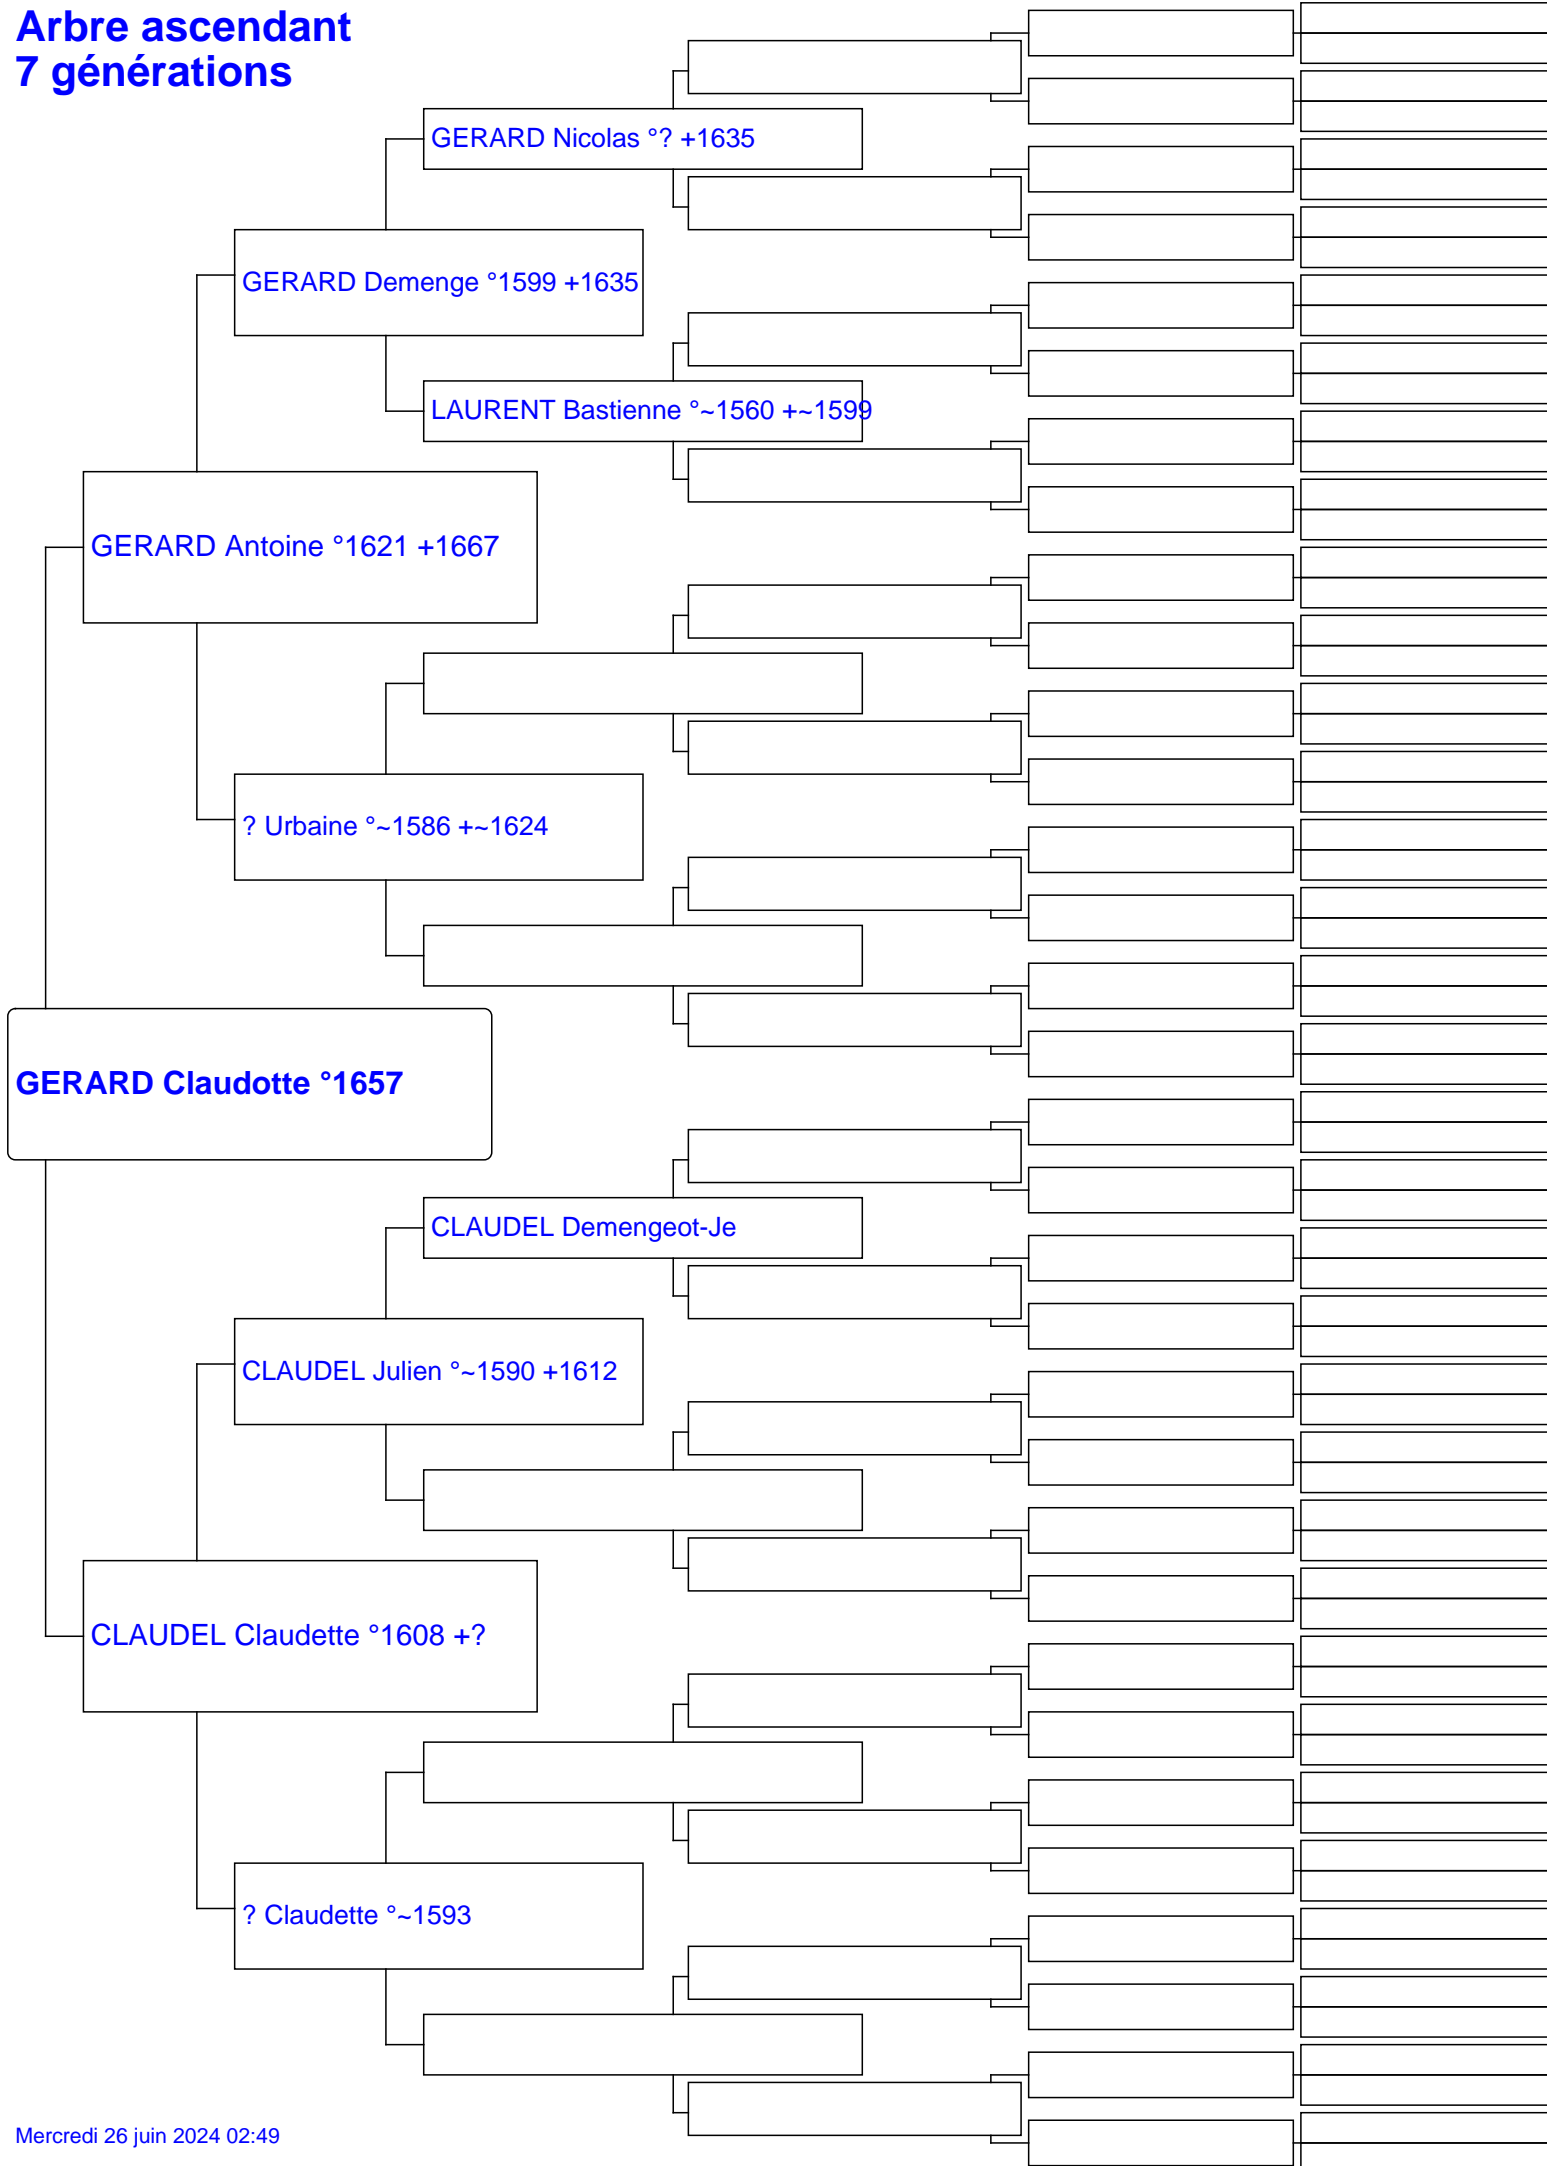 Arbre ascendant
7 générations
GERARD Nicolas °? +1635
GERARD Demenge °1599 +1635
LAURENT Bastienne °~1560 +~1599
GERARD Antoine °1621 +1667
? Urbaine °~1586 +~1624
GERARD Claudotte °1657
CLAUDEL Demengeot-Je
CLAUDEL Julien °~1590 +1612
CLAUDEL Claudette °1608 +?
? Claudette °~1593
Mercredi 26 juin 2024 02:49